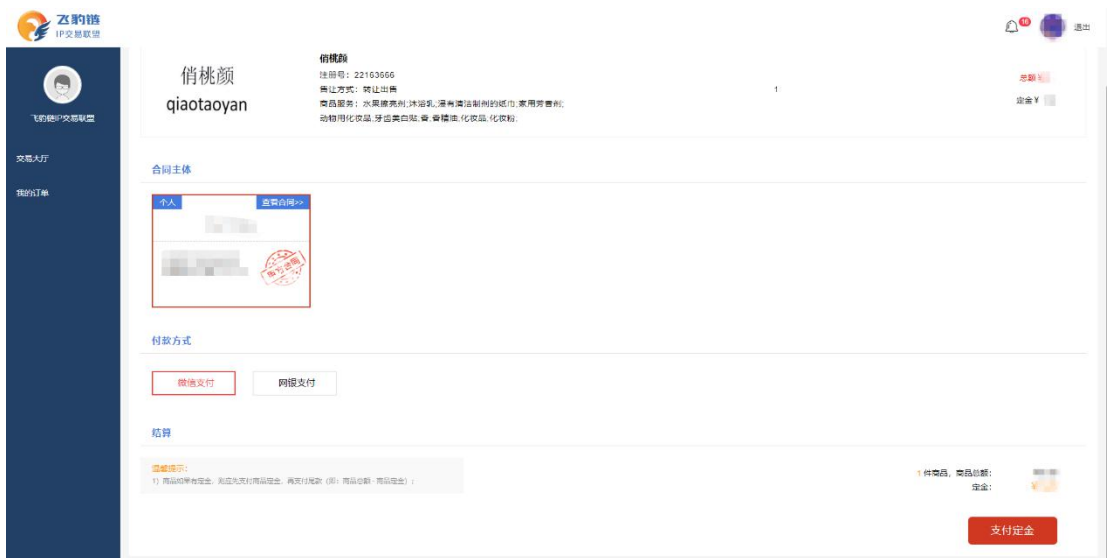 飞豹链
IP交易联盟
16
退出
飞豹链IP交易联盟
交易大厅
我的订单
俏桃颜
qiaotaoyan
俏桃颜
注册号：22163666
售让方式：转让出售
商品服务：水果擦亮剂;沐浴乳;浸有清洁制剂的纸巾;家用芳香剂;
动物用化妆品;牙齿美白贴;香;香精油;化妆品;化妆粉;
1
总额¥
定金¥
合同主体
个人
查看合同>>
付款方式
微信支付
网银支付
结算
温馨提示：
1）商品如果有定金，则应先支付商品定金，再支付尾款（即：商品总额 - 商品定金）；
1 件商品，商品总额：
定金：
¥
支付定金